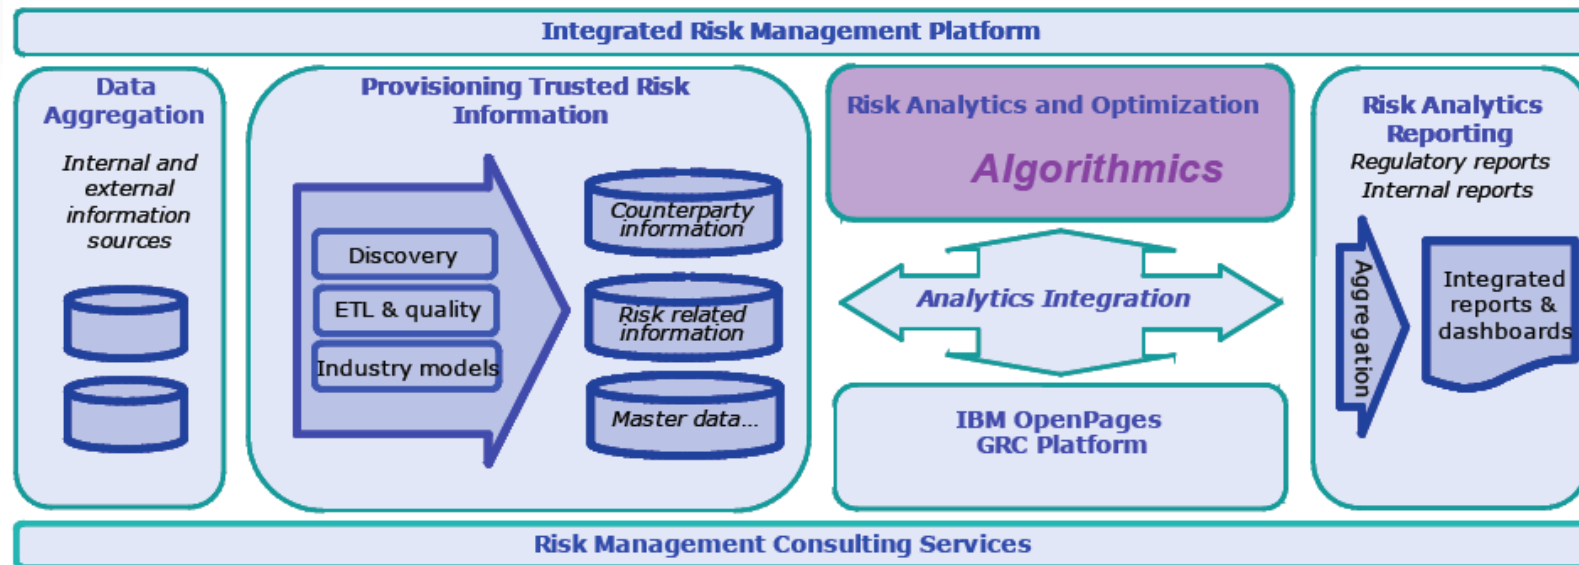 Integrated Risk Management Platform
Data
Aggregation
Internal and
external
information
sources
Provisioning Trusted Risk
Information
Discovery
ETL & quality
Industry models
Counterparty
information
Risk related
information
Master data...
Risk Analytics and Optimization
Algorithmics
Analytics Integration
IBM OpenPages
GRC Platform
Risk Analytics
Reporting
Regulatory reports
Internal reports
Aggregation
Integrated
reports &
dashboards
Risk Management Consulting Services